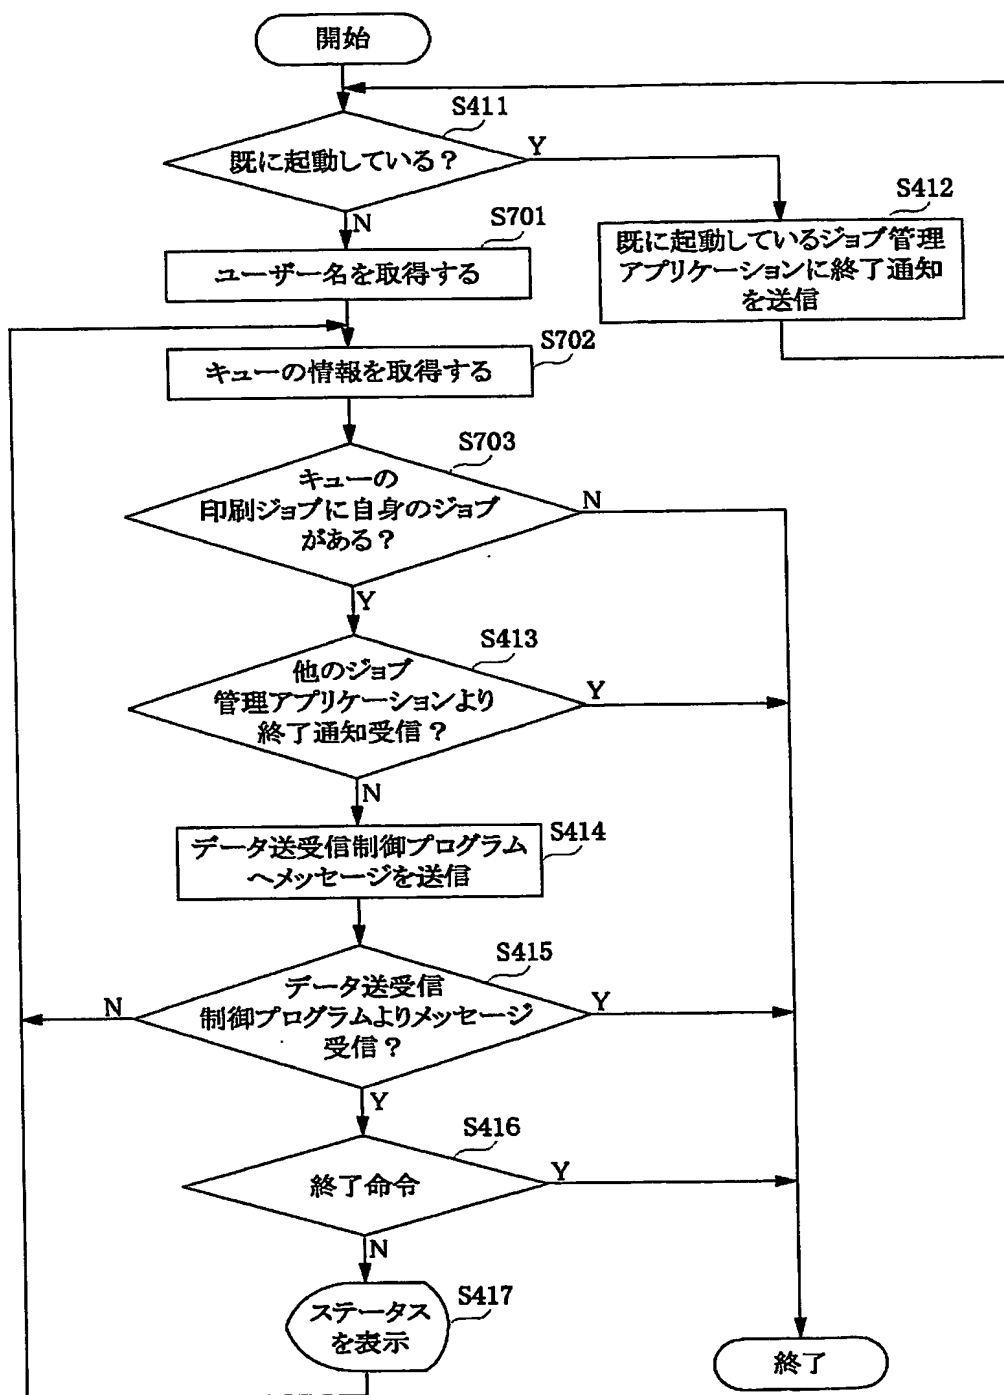 開始
S411
既に起動している？
Y
N
S412
既に起動しているジョブ管理
アプリケーションに終了通知
を送信
S701
ユーザー名を取得する
S702
キューの情報を取得する
S703
キューの
印刷ジョブに自身のジョブ
がある？
N
Y
S413
他のジョブ
管理アプリケーションより
終了通知受信？
Y
N
S414
データ送受信制御プログラム
へメッセージを送信
S415
データ送受信
制御プログラムよりメッセージ
受信？
N
Y
Y
S416
終了命令
Y
N
S417
ステータス
を表示
終了